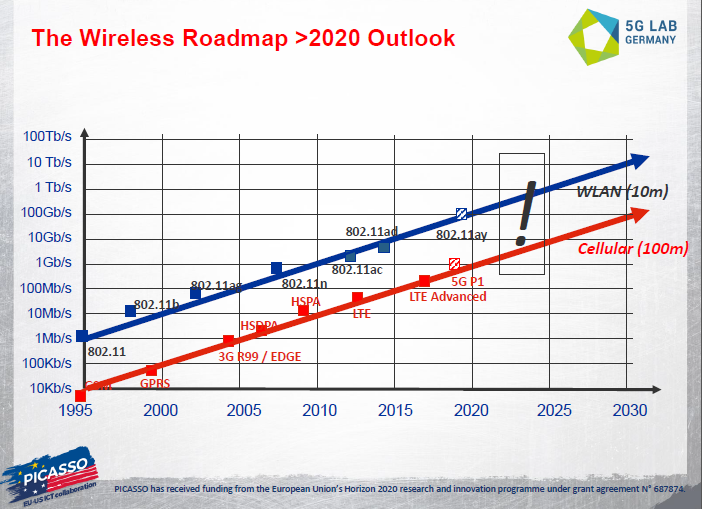 The Wireless Roadmap >2020 Outlook
5G LAB
GERMANY
100Tb/s
10 Tb/s
1 Tb/s
100Gb/s
10Gb/s
1Gb/s
100Mb/s
10Mb/s
1Mb/s
100Kb/s
10Kb/s
!
WLAN (10m)
Cellular (100m)
802.11
802.11b
802.11ag
802.11n
802.11ac
802.11ad
802.11ay
GSM
GPRS
3G R99 / EDGE
HSDPA
HSPA
LTE
LTE Advanced
5G P1
1995
2000
2005
2010
2015
2020
2025
2030
PICASSO
EU-US ICT collaboration
PICASSO has received funding from the European Union's Horizon 2020 research and innovation programme under grant agreement N° 687874.